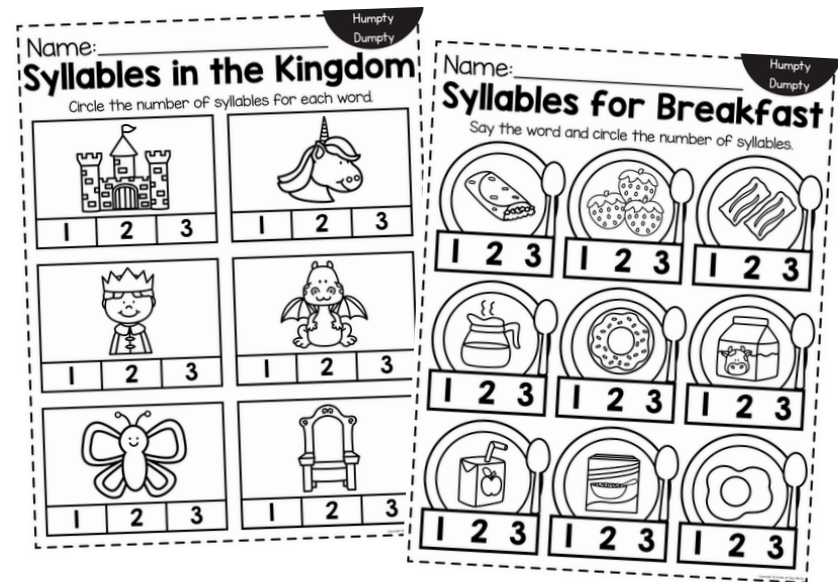 Humpty
Dumpty
Name:
Syllables in the Kingdom
Circle the number of syllables for each word.
1 2 3
1 2 3
1 2 3
1 2 3
1 2 3
1 2 3
Humpty
Dumpty
Name:
Syllables for Breakfast
Say the word and circle the number of syllables.
1 2 3
1 2 3
1 2 3
1 2 3
1 2 3
1 2 3
1 2 3
1 2 3
1 2 3